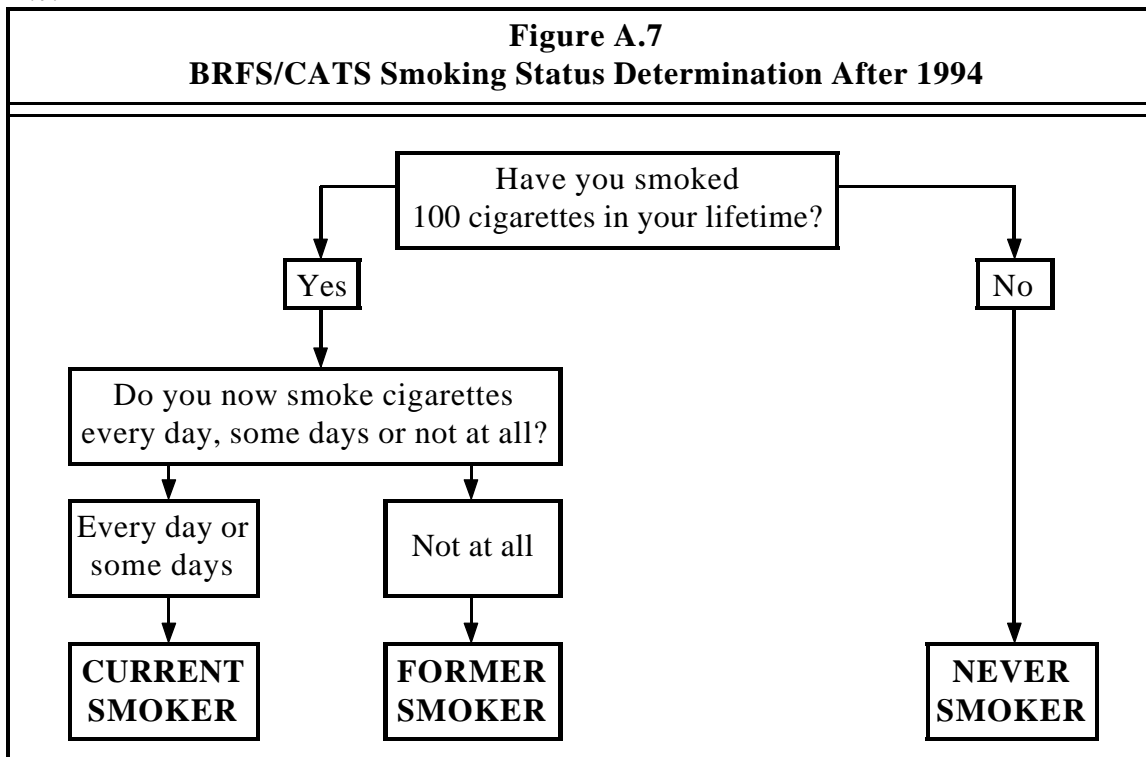 Figure A.7
BRFS/CATS Smoking Status Determination After 1994
Have you smoked
100 cigarettes in your lifetime?
Yes
No
Do you now smoke cigarettes
every day, some days or not at all?
Every day or
some days
Not at all
CURRENT
SMOKER
FORMER
SMOKER
NEVER
SMOKER